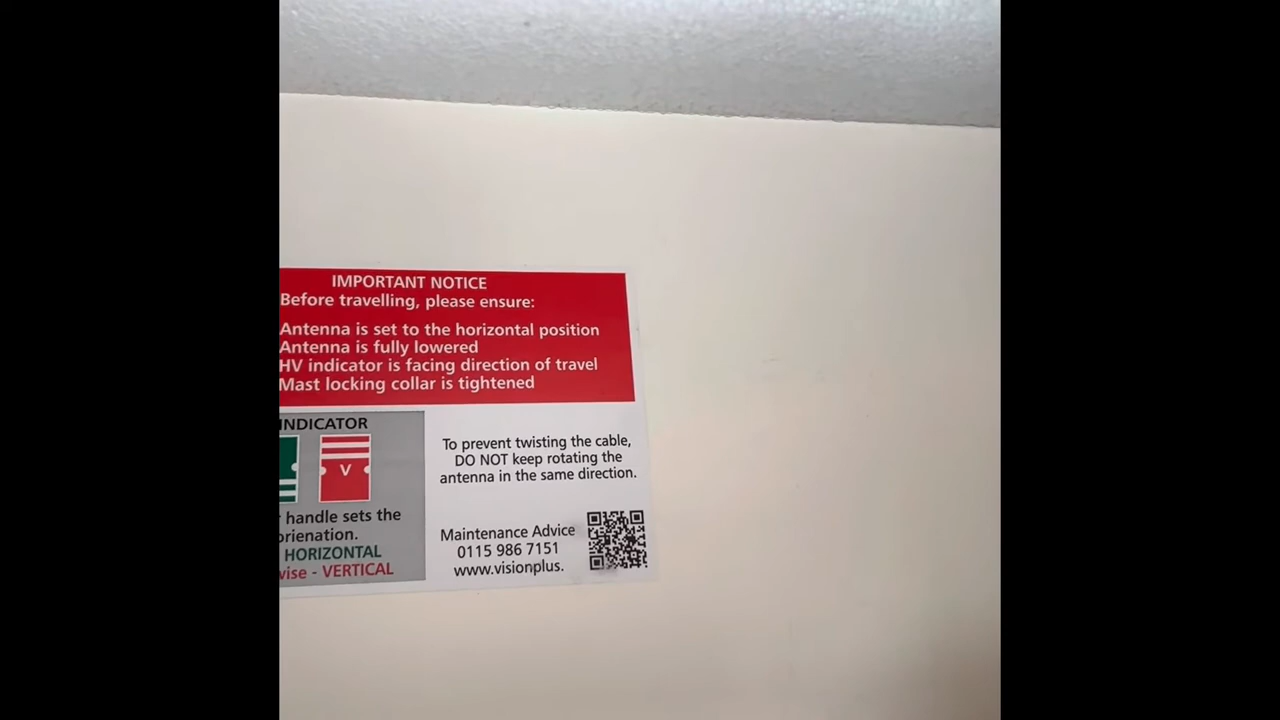 IMPORTANT NOTICE
Before travelling, please ensure:
Antenna is set to the horizontal position
Antenna is fully lowered
HV indicator is facing direction of travel
Mast locking collar is tightened
INDICATOR
V
handle sets the
orienation.
HORIZONTAL
wise - VERTICAL
To prevent twisting the cable,
DO NOT keep rotating the
antenna in the same direction.
Maintenance Advice
0115 986 7151
www.visionplus.